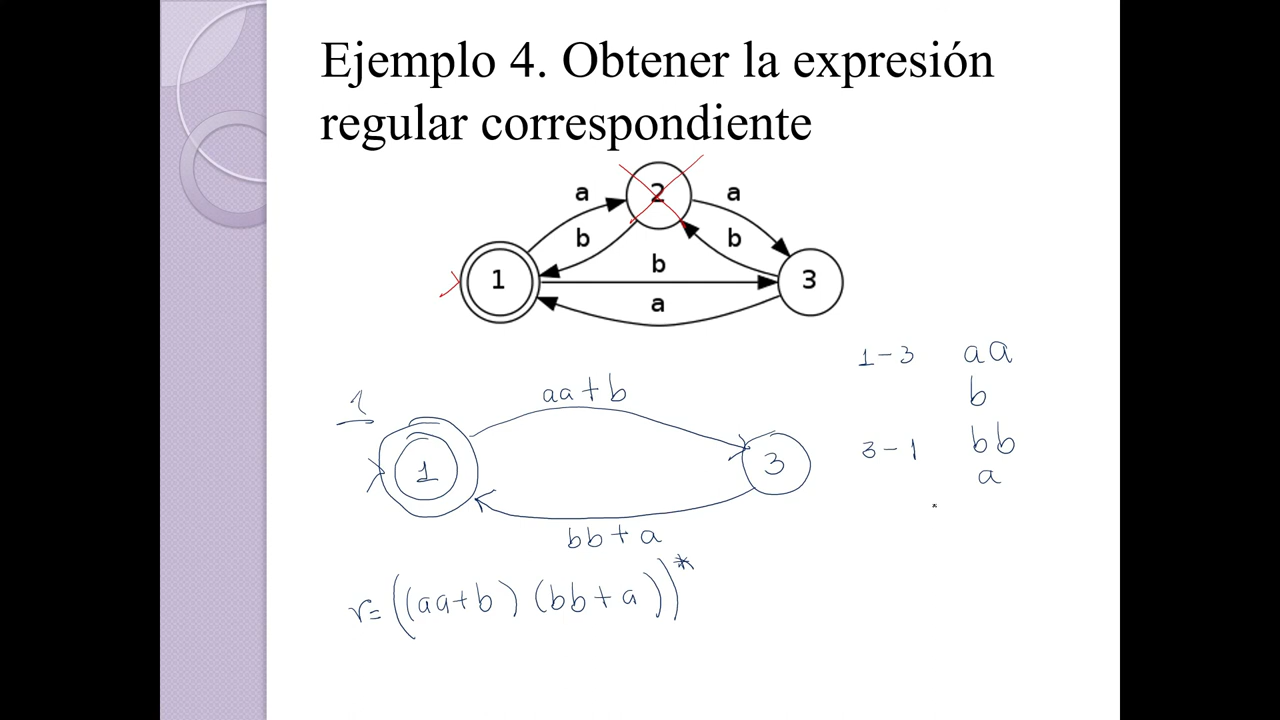 Ejemplo 4. Obtener la expresión
regular correspondiente
a 2 a
b b
1 b 3
a
1-3 aa
b
3-1 bb
a
1
aa+b
1 3
bb+a
r=((aa+b)(bb+a))*